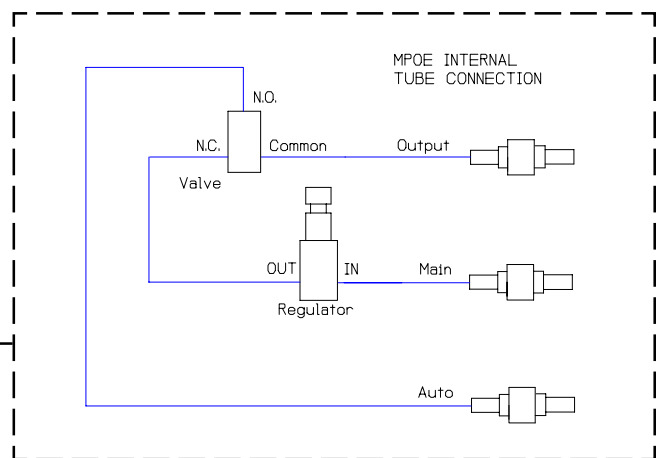 MPOE INTERNAL
TUBE CONNECTION
N.O.
N.C.
Common
Output
Valve
OUT
IN
Main
Regulator
Auto